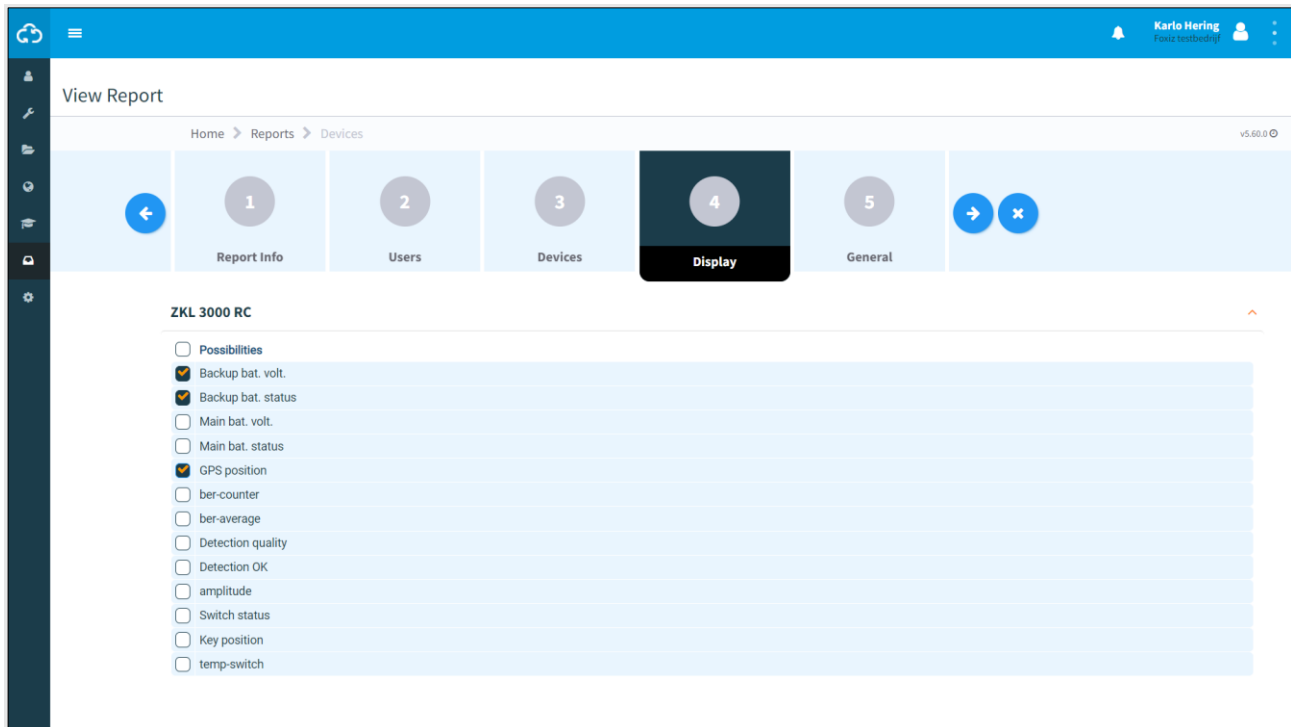 Karlo Hering
Foxiz testbedrijf
View Report
Home Reports Devices
v5.60.0
1
Report Info
2
Users
3
Devices
4
Display
5
General
ZKL 3000 RC
Possibilities
Backup bat. volt.
Backup bat. status
Main bat. volt.
Main bat. status
GPS position
ber-counter
ber-average
Detection quality
Detection OK
amplitude
Switch status
Key position
temp-switch